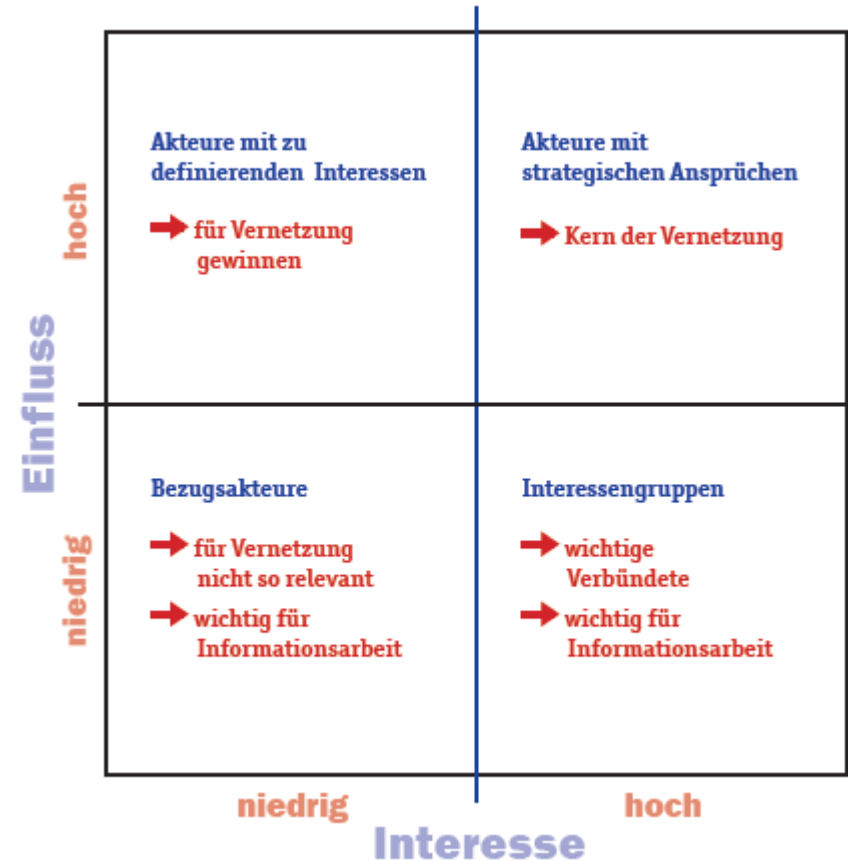 Akteure mit zu
definierenden Interessen
für Vernetzung
gewinnen
Akteure mit
strategischen Ansprüchen
Kern der Vernetzung
hoch
Einfluss
niedrig
Bezugsakteure
für Vernetzung
nicht so relevant
wichtig für
Informationsarbeit
Interessengruppen
wichtige
Verbündete
wichtig für
Informationsarbeit
niedrig
hoch
Interesse